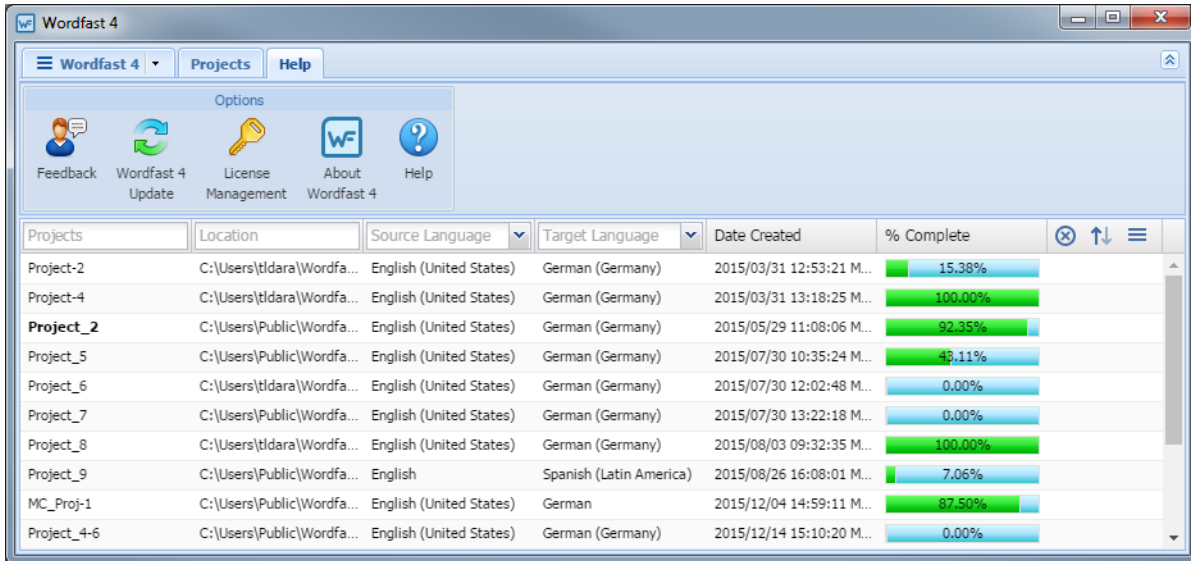 WF Wordfast 4
Wordfast 4 Projects Help
Options
WF
Feedback Wordfast 4 Update License Management About Wordfast 4 Help
Projects Location Source Language Target Language Date Created % Complete
Project-2 C:\Users\tldara\Wordfa... English (United States) German (Germany) 2015/03/31 12:53:21 M... 15.38%
Project-4 C:\Users\tldara\Wordfa... English (United States) German (Germany) 2015/03/31 13:18:25 M... 100.00%
Project_2 C:\Users\Public\Wordfa... English (United States) German (Germany) 2015/05/29 11:08:06 M... 92.35%
Project_5 C:\Users\Public\Wordfa... English (United States) German (Germany) 2015/07/30 10:35:24 M... 43.11%
Project_6 C:\Users\tldara\Wordfa... English (United States) German (Germany) 2015/07/30 12:02:48 M... 0.00%
Project_7 C:\Users\Public\Wordfa... English (United States) German (Germany) 2015/07/30 13:22:18 M... 0.00%
Project_8 C:\Users\tldara\Wordfa... English (United States) German (Germany) 2015/08/03 09:32:35 M... 100.00%
Project_9 C:\Users\Public\Wordfa... English Spanish (Latin America) 2015/08/26 16:08:01 M... 7.06%
MC_Proj-1 C:\Users\Public\Wordfa... English (United States) German 2015/12/04 14:59:11 M... 87.50%
Project_4-6 C:\Users\Public\Wordfa... English (United States) German (Germany) 2015/12/14 15:10:20 M... 0.00%